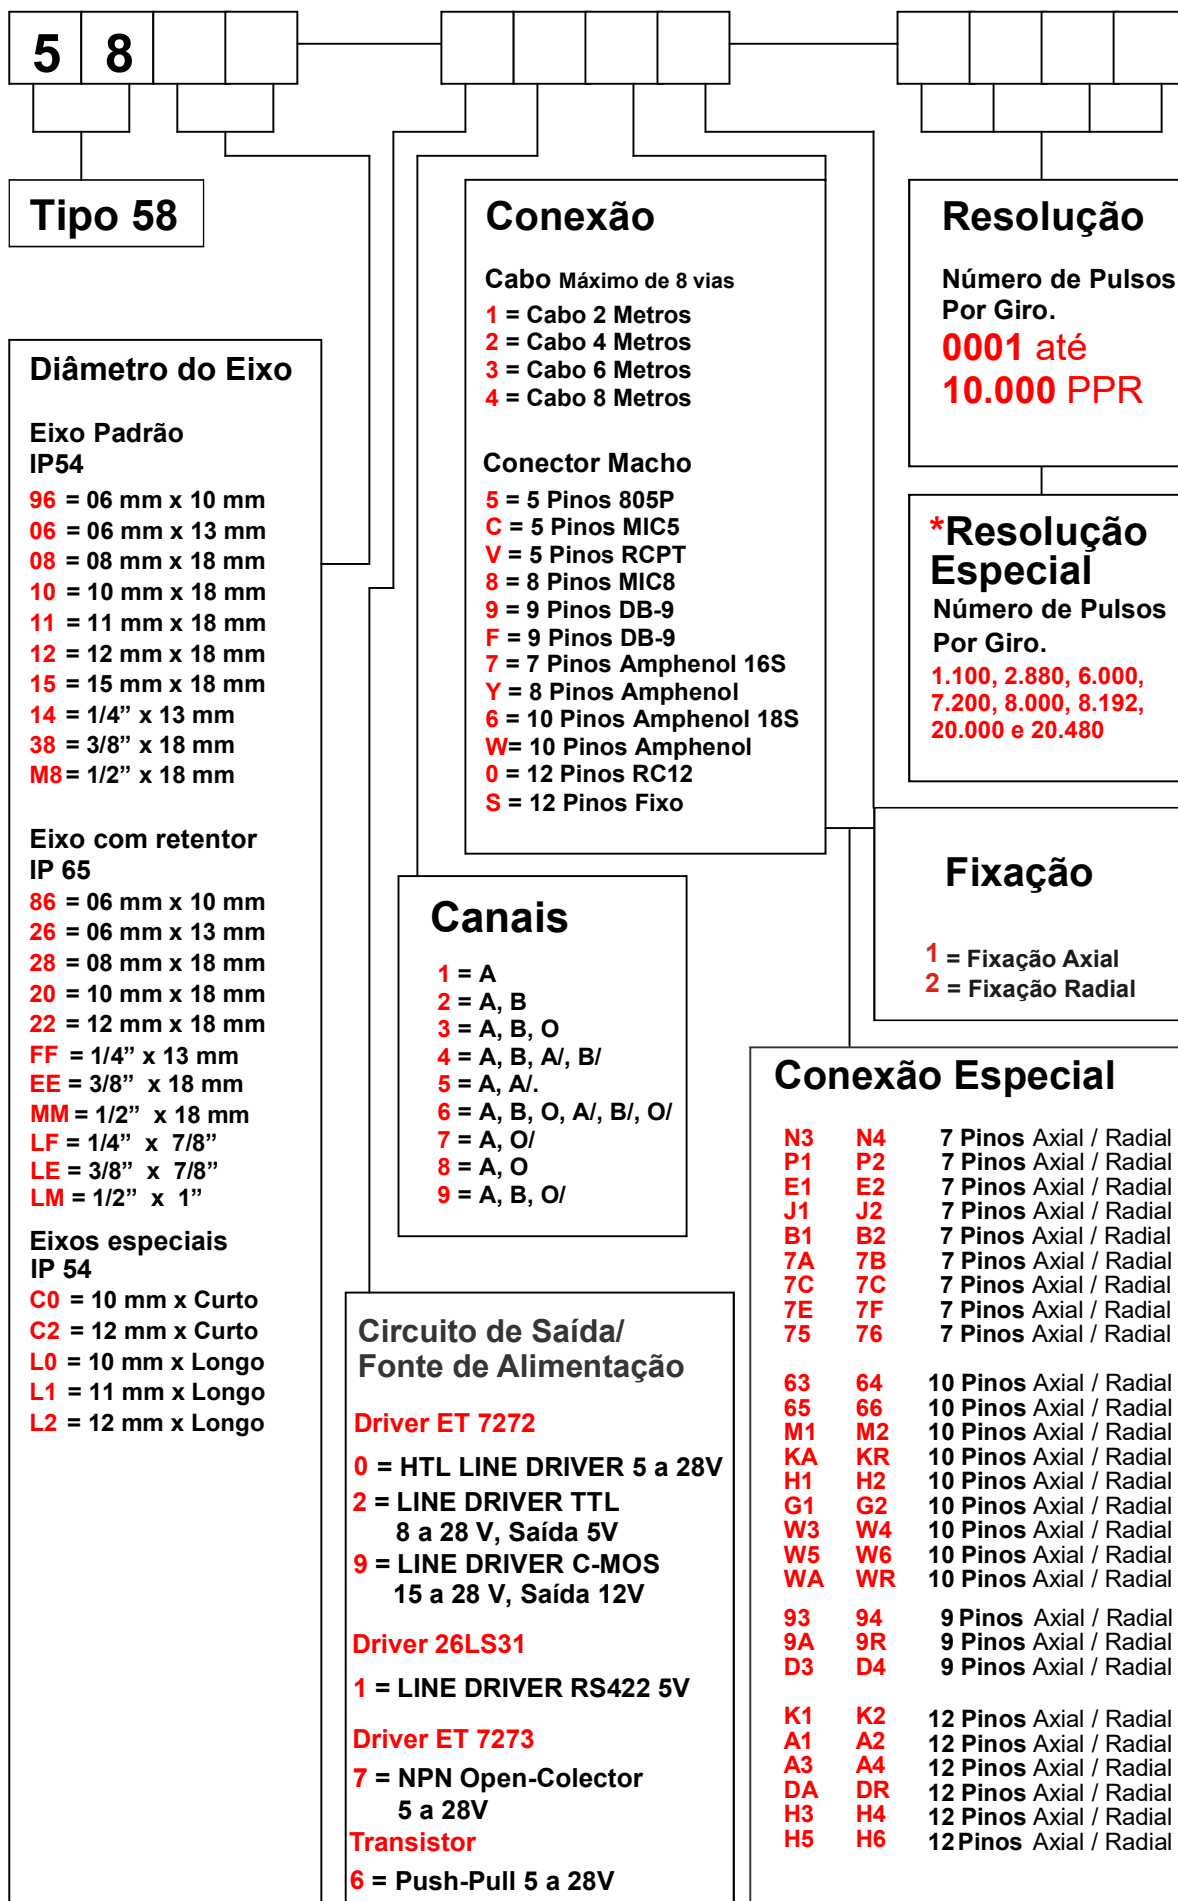 5 8
Tipo 58
Diâmetro do Eixo
Eixo Padrão
IP54
96 = 06 mm x 10 mm
06 = 06 mm x 13 mm
08 = 08 mm x 18 mm
10 = 10 mm x 18 mm
11 = 11 mm x 18 mm
12 = 12 mm x 18 mm
15 = 15 mm x 18 mm
14 = 1/4” x 13 mm
38 = 3/8” x 18 mm
M8 = 1/2” x 18 mm
Eixo com retentor
IP 65
86 = 06 mm x 10 mm
26 = 06 mm x 13 mm
28 = 08 mm x 18 mm
20 = 10 mm x 18 mm
22 = 12 mm x 18 mm
FF = 1/4” x 13 mm
EE = 3/8” x 18 mm
MM = 1/2” x 18 mm
LF = 1/4” x 7/8”
LE = 3/8” x 7/8”
LM = 1/2” x 1”
Eixos especiais
IP 54
C0 = 10 mm x Curto
C2 = 12 mm x Curto
L0 = 10 mm x Longo
L1 = 11 mm x Longo
L2 = 12 mm x Longo
Conexão
Cabo Máximo de 8 vias
1 = Cabo 2 Metros
2 = Cabo 4 Metros
3 = Cabo 6 Metros
4 = Cabo 8 Metros
Conector Macho
5 = 5 Pinos 805P
C = 5 Pinos MIC5
V = 5 Pinos RCPT
8 = 8 Pinos MIC8
9 = 9 Pinos DB-9
F = 9 Pinos DB-9
7 = 7 Pinos Amphenol 16S
Y = 8 Pinos Amphenol
6 = 10 Pinos Amphenol 18S
W= 10 Pinos Amphenol
0 = 12 Pinos RC12
S = 12 Pinos Fixo
Canais
1 = A
2 = A, B
3 = A, B, O
4 = A, B, A/, B/
5 = A, A/.
6 = A, B, O, A/, B/, O/
7 = A, O/
8 = A, O
9 = A, B, O/
Circuito de Saída/
Fonte de Alimentação
Driver ET 7272
0 = HTL LINE DRIVER 5 a 28V
2 = LINE DRIVER TTL
8 a 28 V, Saída 5V
9 = LINE DRIVER C-MOS
15 a 28 V, Saída 12V
Driver 26LS31
1 = LINE DRIVER RS422 5V
Driver ET 7273
7 = NPN Open-Colector
5 a 28V
Transistor
6 = Push-Pull 5 a 28V
Resolução
Número de Pulsos
Por Giro.
0001 até
10.000 PPR
*Resolução
Especial
Número de Pulsos
Por Giro.
1.100, 2.880, 6.000,
7.200, 8.000, 8.192,
20.000 e 20.480
Fixação
1 = Fixação Axial
2 = Fixação Radial
Conexão Especial
N3 N4 7 Pinos Axial / Radial
P1 P2 7 Pinos Axial / Radial
E1 E2 7 Pinos Axial / Radial
J1 J2 7 Pinos Axial / Radial
B1 B2 7 Pinos Axial / Radial
7A 7B 7 Pinos Axial / Radial
7C 7C 7 Pinos Axial / Radial
7E 7F 7 Pinos Axial / Radial
75 76 7 Pinos Axial / Radial
63 64 10 Pinos Axial / Radial
65 66 10 Pinos Axial / Radial
M1 M2 10 Pinos Axial / Radial
KA KR 10 Pinos Axial / Radial
H1 H2 10 Pinos Axial / Radial
G1 G2 10 Pinos Axial / Radial
W3 W4 10 Pinos Axial / Radial
W5 W6 10 Pinos Axial / Radial
WA WR 10 Pinos Axial / Radial
93 94 9 Pinos Axial / Radial
9A 9R 9 Pinos Axial / Radial
D3 D4 9 Pinos Axial / Radial
K1 K2 12 Pinos Axial / Radial
A1 A2 12 Pinos Axial / Radial
A3 A4 12 Pinos Axial / Radial
DA DR 12 Pinos Axial / Radial
H3 H4 12 Pinos Axial / Radial
H5 H6 12 Pinos Axial / Radial